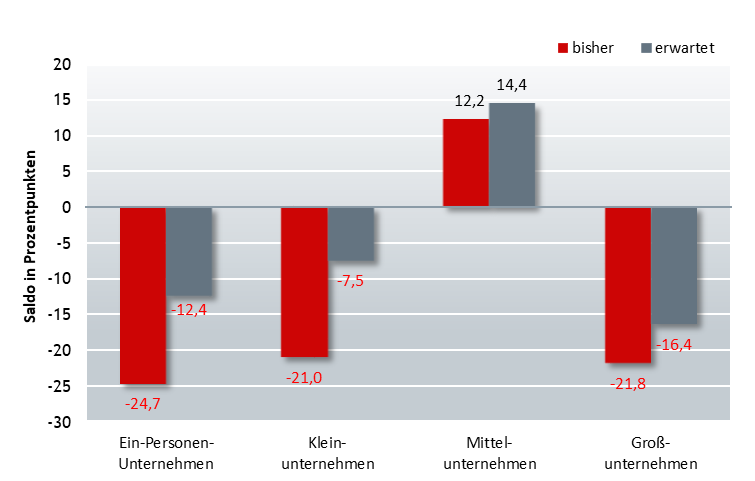 bisher erwartet
20
15
10
5
0
-5
-10
-15
-20
-25
-30
Saldo in Prozentpunkten
12,2 14,4
-12,4 -7,5
-24,7 -21,0 -21,8 -16,4
Ein-Personen-
Unternehmen
Klein-
unternehmen
Mittel-
unternehmen
Groß-
unternehmen